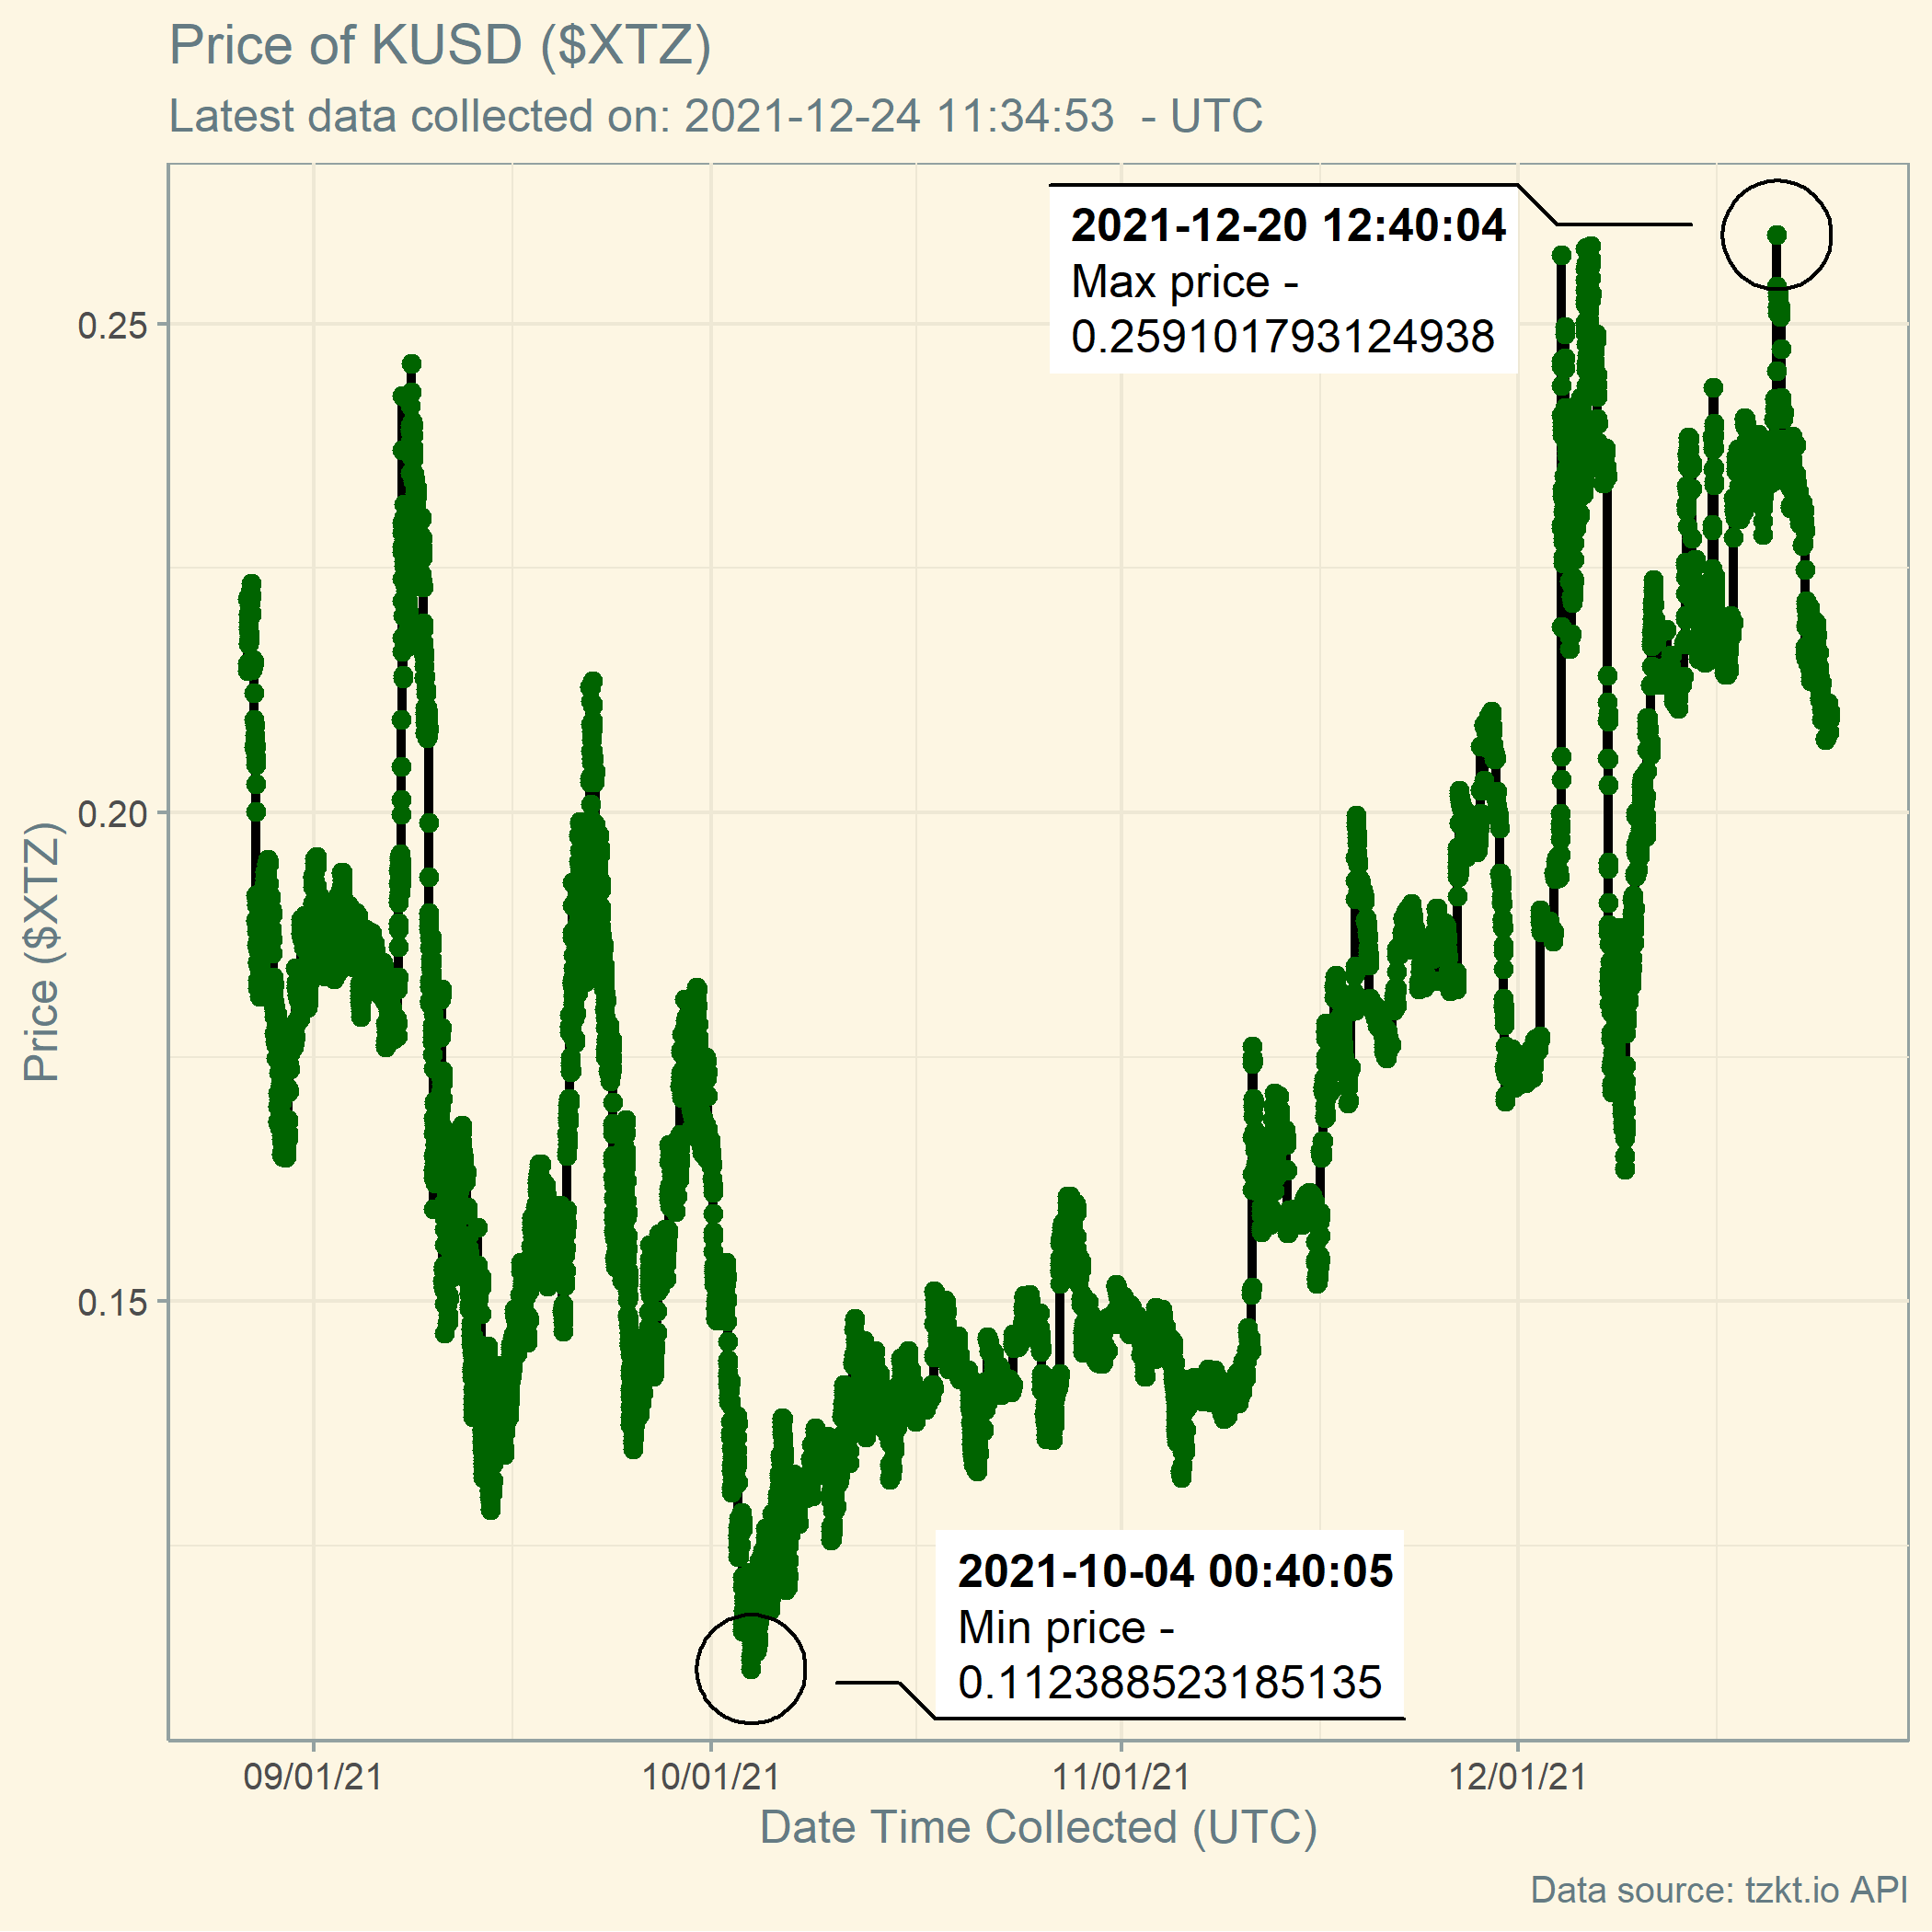 Price of KUSD ($XTZ)
Latest data collected on: 2021-12-24 11:34:53  - UTC
2021-12-20 12:40:04
Max price -
0.259101793124938
0.25
0.20
0.15
Price ($XTZ)
2021-10-04 00:40:05
Min price -
0.112388523185135
09/01/21
10/01/21
11/01/21
12/01/21
Date Time Collected (UTC)
Data source: tzkt.io API